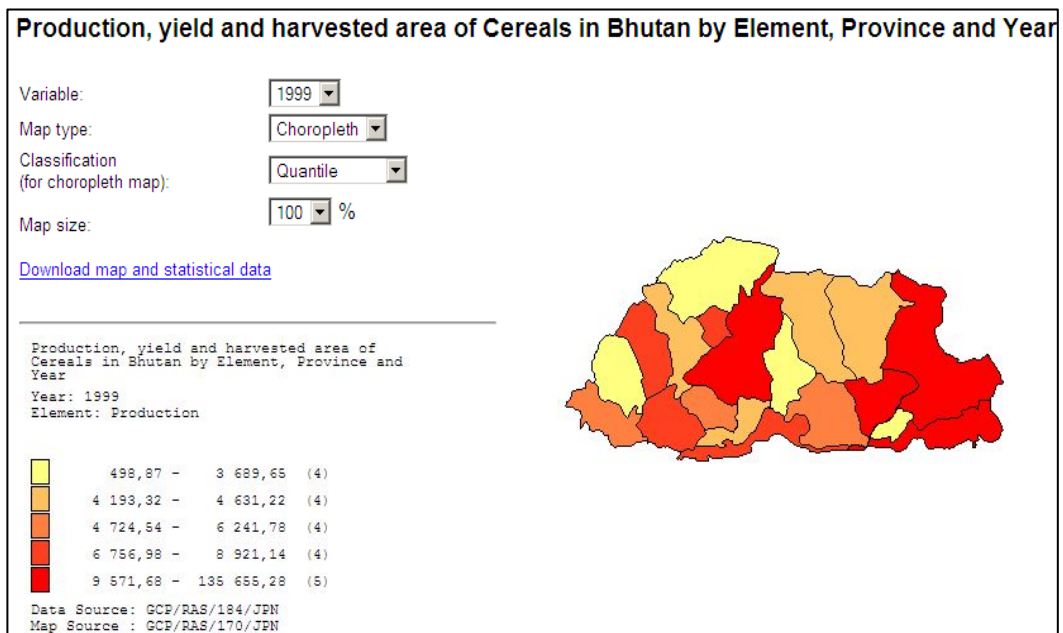 Production, yield and harvested area of Cereals in Bhutan by Element, Province and Year
Variable: 1999
Map type: Choropleth
Classification
(for choropleth map): Quantile
Map size: 100 %
Download map and statistical data
Production, yield and harvested area of
Cereals in Bhutan by Element, Province and
Year
Year: 1999
Element: Production
498,87 - 3 689,65 (4)
4 193,32 - 4 631,22 (4)
4 724,54 - 6 241,78 (4)
6 756,98 - 8 921,14 (4)
9 571,68 - 135 655,28 (5)
Data Source: GCP/RAS/184/JPN
Map Source : GCP/RAS/170/JPN